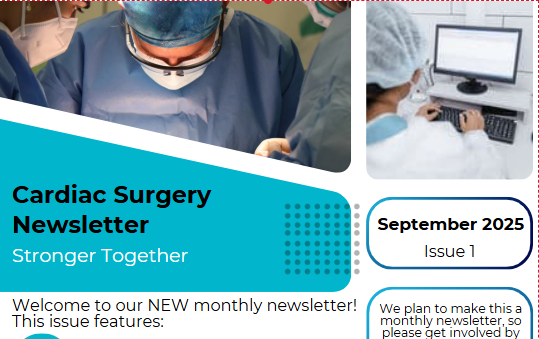 Cardiac Surgery
Newsletter
Stronger Together
September 2025
Issue 1
Welcome to our NEW monthly newsletter!
This issue features:
We plan to make this a
monthly newsletter, so
please get involved by